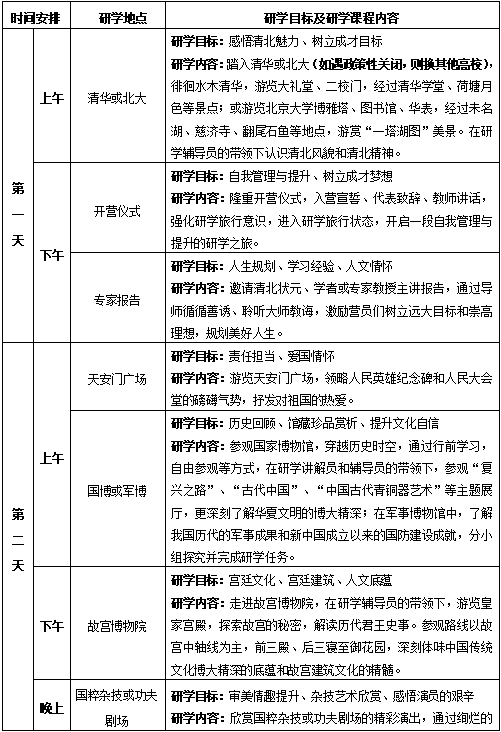 时间安排 研学地点 研学目标及研学课程内容
第一天
上午
清华或北大
研学目标：感悟清北魅力、树立成才目标
研学内容：踏入清华或北大（如遇政策性关闭，则换其他高校），
徘徊水木清华，游览大礼堂、二校门，经过清华学堂、荷塘月
色等景点；或游览北京大学博雅塔、图书馆、华表，经过未名
湖、慈济寺、翻尾石鱼等地点，游赏“一塔湖图”美景。在研
学辅导员的带领下认识清北风貌和清北精神。
下午
开营仪式
研学目标：自我管理与提升、树立成才梦想
研学内容：隆重开营仪式，入营宣誓、代表致辞、教师讲话，
强化研学旅行意识，进入研学旅行状态，开启一段自我管理与
提升的研学之旅。
专家报告
研学目标：人生规划、学习经验、人文情怀
研学内容：邀请清北状元、学者或专家教授主讲报告，通过导
师循循善诱、聆听大师教诲，激励营员们树立远大目标和崇高
理想，规划美好人生。
第二天
上午
天安门广场
研学目标：责任担当、爱国情怀
研学内容：游览天安门广场，领略人民英雄纪念碑和人民大会
堂的磅礴气势，抒发对祖国的热爱。
国博或军博
研学目标：历史回顾、馆藏珍品赏析、提升文化自信
研学内容：参观国家博物馆，穿越历史时空，通过行前学习，
自由参观等方式，在研学讲解员和辅导员的带领下，参观“复
兴之路”、“古代中国”、“中国古代青铜器艺术”等主题展
厅，更深刻了解华夏文明的博大精深；在军事博物馆中，了解
我国历代的军事成果和新中国成立以来的国防建设成就，分小
组探究并完成研学任务。
下午
故宫博物院
研学目标：宫廷文化、宫廷建筑、人文底蕴
研学内容：走进故宫博物院，在研学辅导员的带领下，游览皇
家宫殿，探索故宫的秘密，解读历代君王史事。参观路线以故
宫中轴线为主，前三殿、后三寝至御花园，深刻体味中国传统
文化博大精深的底蕴和故宫建筑文化的精髓。
晚上
国粹杂技或功夫
剧场
研学目标：审美情趣提升、杂技艺术欣赏、感悟演员的艰辛
研学内容：欣赏国粹杂技或功夫剧场的精彩演出，通过绚烂的